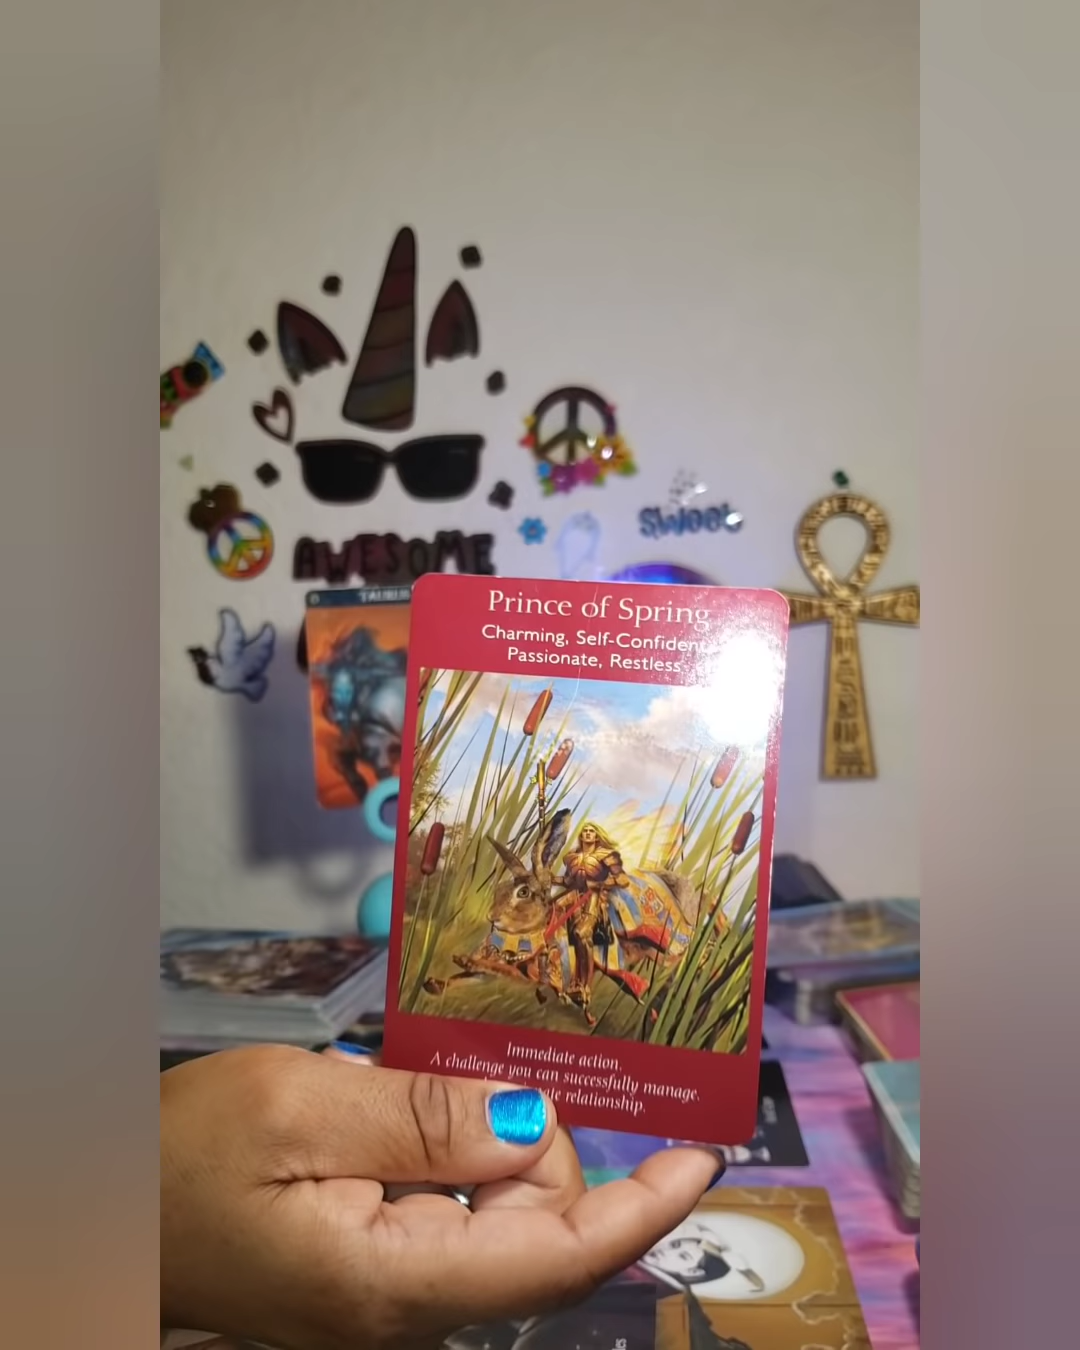 AWESOME
sweet
Prince of Spring
Charming, Self-Confident,
Passionate, Restless
Immediate action.
A challenge you can successfully manage.
relationship.